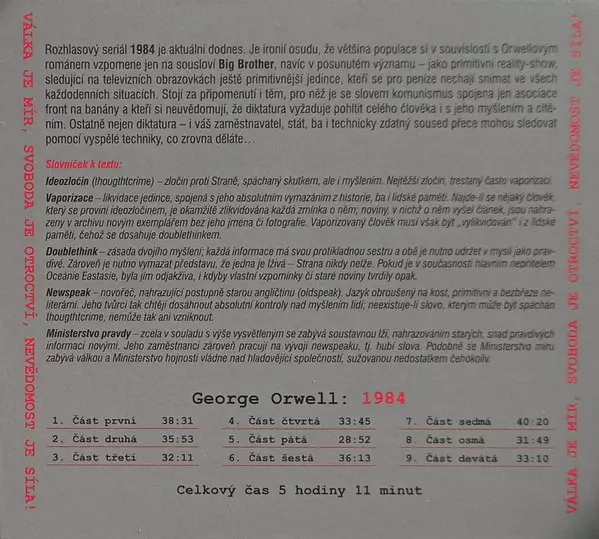 VÁLKA JE MÍR, SVOBODA JE OTROCTVÍ, NEVĚDOMOST JE SÍLA!
Rozhlasový seriál 1984 je aktuální dodnes. Je ironií osudu, že většina populace si v souvislosti s Orwellovým
románem vzpomene jen na sousloví Big Brother, navíc v posunutém významu – jako primitivní reality-show,
sledující na televizních obrazovkách ještě primitivnější jedince, kteří se pro peníze nechají snímat ve všech
každodenních situacích. Stojí za připomenutí i těm, pro něž je se slovem komunismus spojena jen asociace
front na banány a kteří si neuvědomují, že diktatura vyžaduje pohltit celého člověka i s jeho myšlením a cítě-
ním. Ostatně nejen diktatura – i váš zaměstnavatel, stát, ba i technicky zdatný soused přece mohou sledovat
pomocí vyspělé techniky, co zrovna děláte...
Slovníček k textu:
Ideozločin (thougthtcrime) – zločin proti Straně, spáchaný skutkem, ale i myšlením. Nejtěžší zločin, trestaný často vaporizací.
Vaporizace – likvidace jedince, spojená s jeho absolutním vymazáním z historie, ba i lidské paměti. Najde-li se nějaký člověk,
který se proviní ideozločinem, je okamžitě zlikvidována každá zmínka o něm; noviny, v nichž o něm vyšel článek, jsou nahra-
zeny v archívu novým exemplářem bez jeho jména či fotografie. Vaporizovaný člověk musí však být „vylikvidován" i z lidské
paměti, čehož se dosahuje doublethinkem.
Doublethink – zásada dvojího myšlení; každá informace má svou protikladnou sestru a obě je nutno udržet v mysli jako prav-
divé. Zároveň je nutno vymazat představu, že jedna je lživá – Strana nikdy nelže. Pokud je v současnosti hlavním nepřítelem
Oceánie Eastasie, byla jím odjakživa, i kdyby vlastní vzpomínky či staré noviny tvrdily opak.
Newspeak – novořeč, nahrazující postupně starou angličtinu (oldspeak). Jazyk obroušený na kost, primitivní a bezbřeze ne-
literární. Jeho tvůrci tak chtějí dosáhnout absolutní kontroly nad myšlením lidí; neexistuje-li slovo, kterým může být spáchán
thougthtcrime, nemůže tak ani vzniknout.
Ministerstvo pravdy – zcela v souladu s výše vysvětleným se zabývá soustavnou lží, nahrazováním starých, snad pravdivých
informací novými. Jeho zaměstnanci zároveň pracují na vývoji newspeaku, tj. hubí slova. Podobně se Ministerstvo míru
zabývá válkou a Ministerstvo hojnosti vládne nad hladovějící společností, sužovanou nedostatkem čehokoliv.
George Orwell: 1984
1. Část první 38:31
2. Část druhá 35:53
3. Část třetí 32:11
4. Část čtvrtá 33:45
5. Část pátá 28:52
6. Část šestá 36:13
7. Část sedmá 40:20
8. Část osmá 31:49
9. Část devátá 33:10
Celkový čas 5 hodiny 11 minut
VÁLKA JE MÍR, SVOBODA JE OTROCTVÍ, NEVĚDOMOST JE SÍLA!